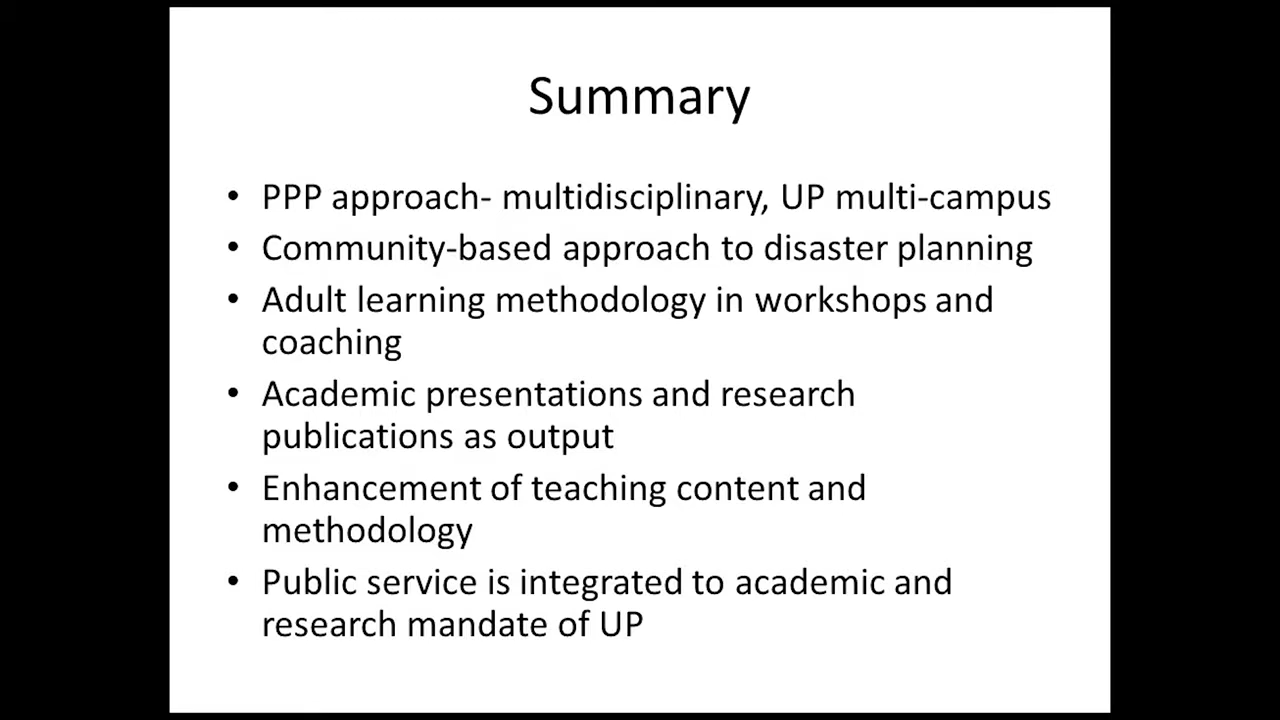 Summary
• PPP approach- multidisciplinary, UP multi-campus
• Community-based approach to disaster planning
• Adult learning methodology in workshops and
coaching
• Academic presentations and research
publications as output
• Enhancement of teaching content and
methodology
• Public service is integrated to academic and
research mandate of UP